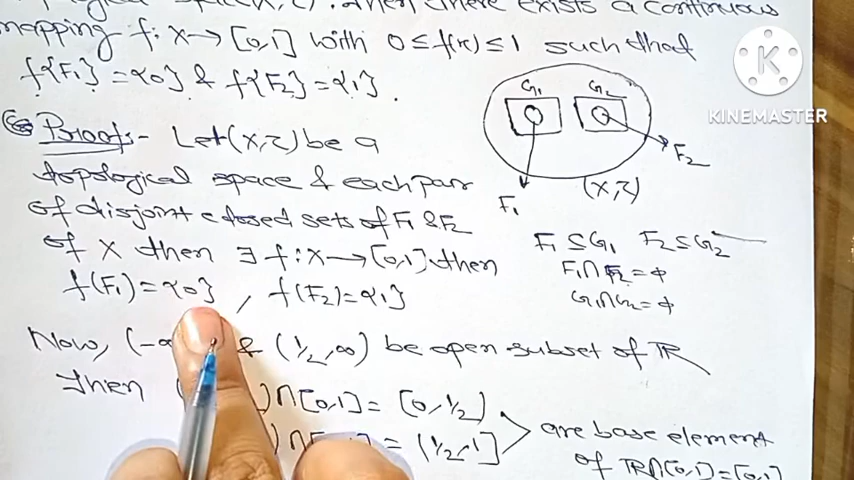 mapping f: X→[0,1] with 0≤f(x)≤1 such that
f{F₁} = {0} & f{F₂} = {1}.
Proof:- Let (X,τ) be a
topological space & each pair
of disjoint closed sets of F₁ & F₂
of X then ∃ f: X→[0,1] then
f(F₁) = {0}, f(F₂) = {1}
Now, (-∞ & (1/2, ∞) be open subset of ℝ
Then ( )∩[0,1] = [0, 1/2)
= (1/2, 1]
are base element
of ℝ∩[0,1] = [0,1]
G₁ G₂
F₁ F₂
(X,τ)
F₁ ⊆ G₁ F₂ ⊆ G₂
F₁∩F₂ = ϕ
G₁∩G₂ = ϕ
KINEMASTER